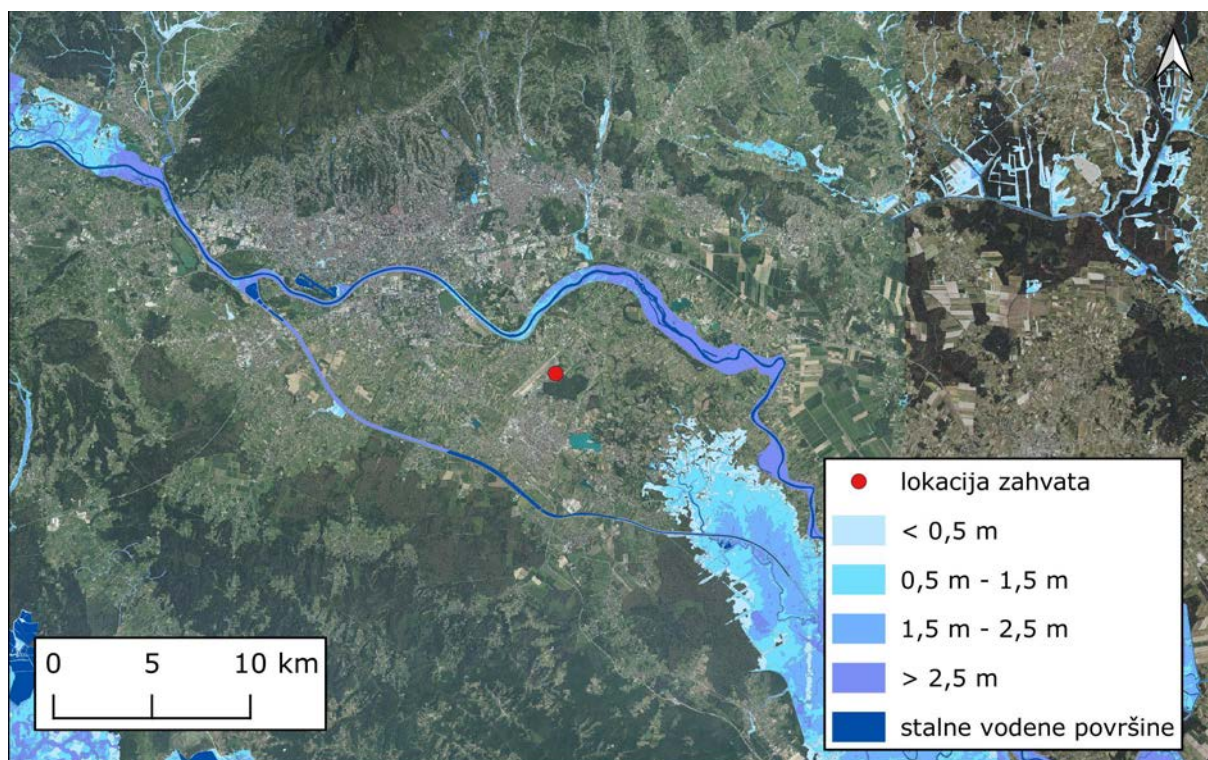 lokacija zahvata
< 0,5 m
0,5 m - 1,5 m
1,5 m - 2,5 m
> 2,5 m
stalne vodene površine
0 5 10 km